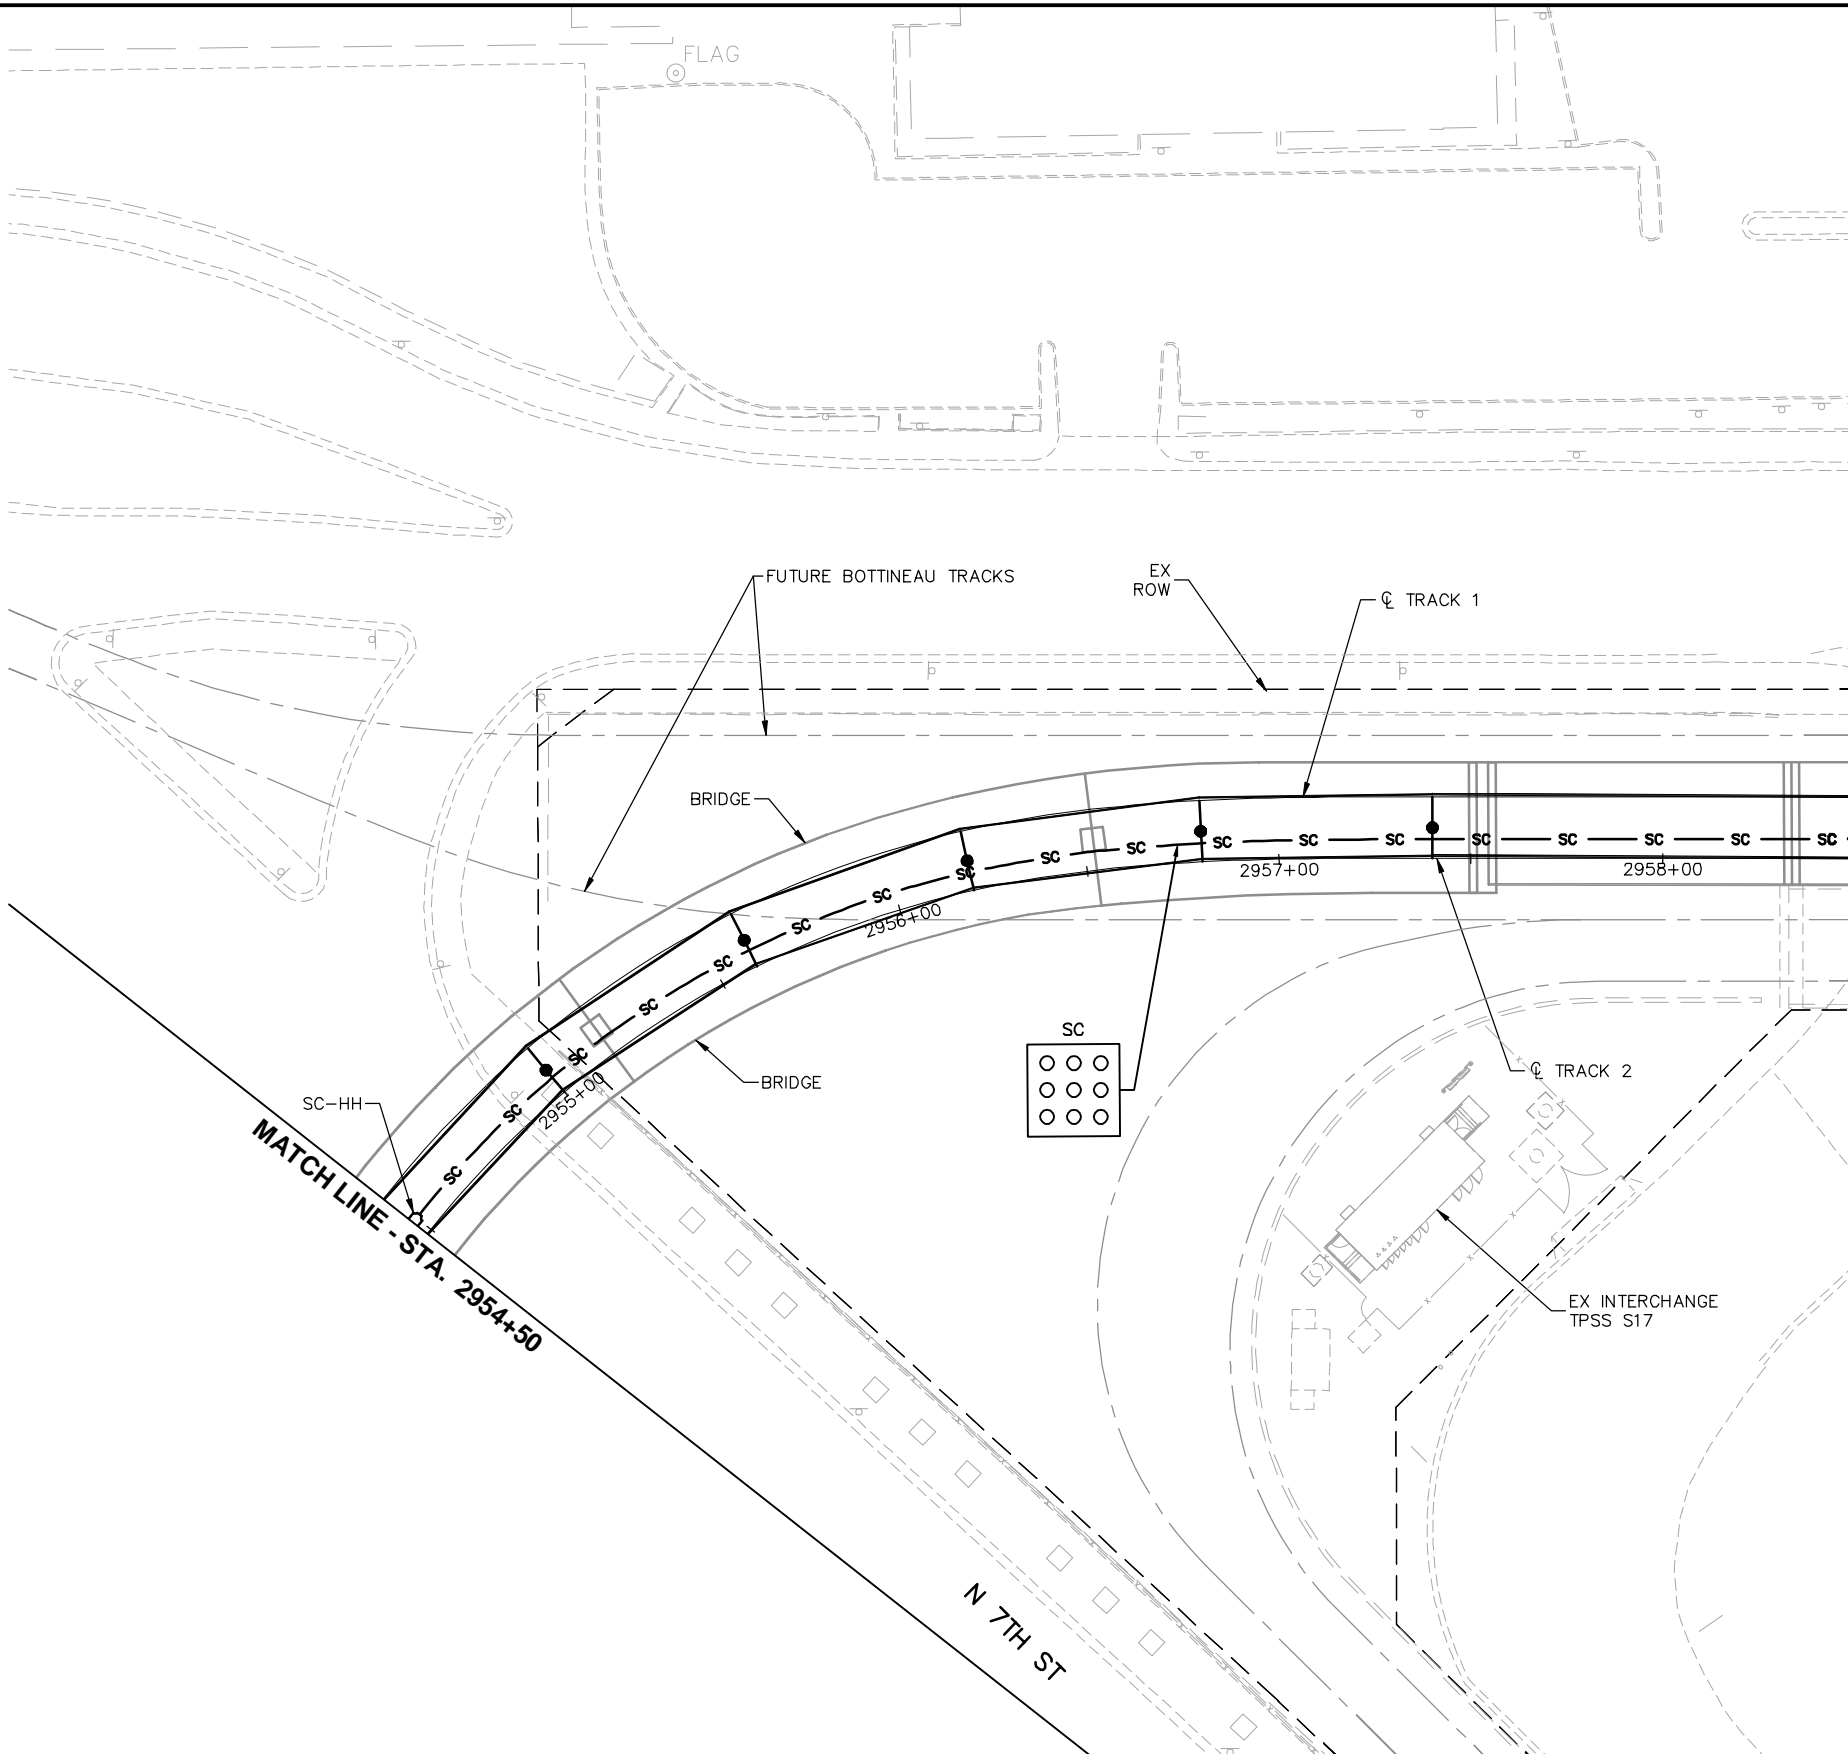 FLAG
FUTURE BOTTINEAU TRACKS
EX
ROW
℄ TRACK 1
BRIDGE
SC SC SC SC SC SC SC SC SC SC SC SC SC SC SC SC SC SC
2957+00
2958+00
2956+00
2955+00
SC
BRIDGE
℄ TRACK 2
SC-HH
MATCH LINE - STA. 2954+50
EX INTERCHANGE
TPSS S17
N 7TH ST